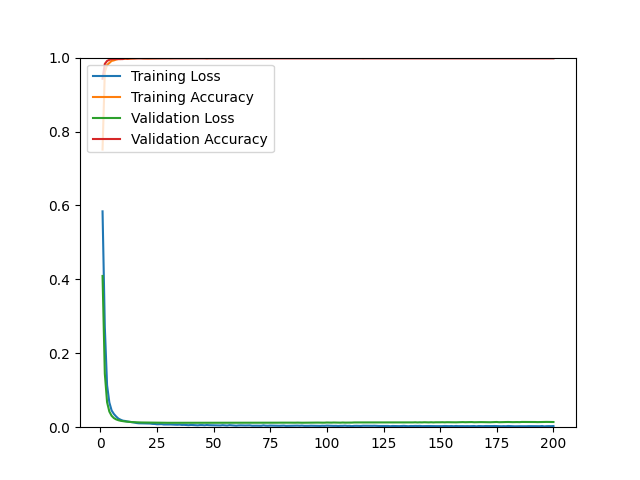 1.0
0.8
0.6
0.4
0.2
0.0
Training Loss
Training Accuracy
Validation Loss
Validation Accuracy
0 25 50 75 100 125 150 175 200